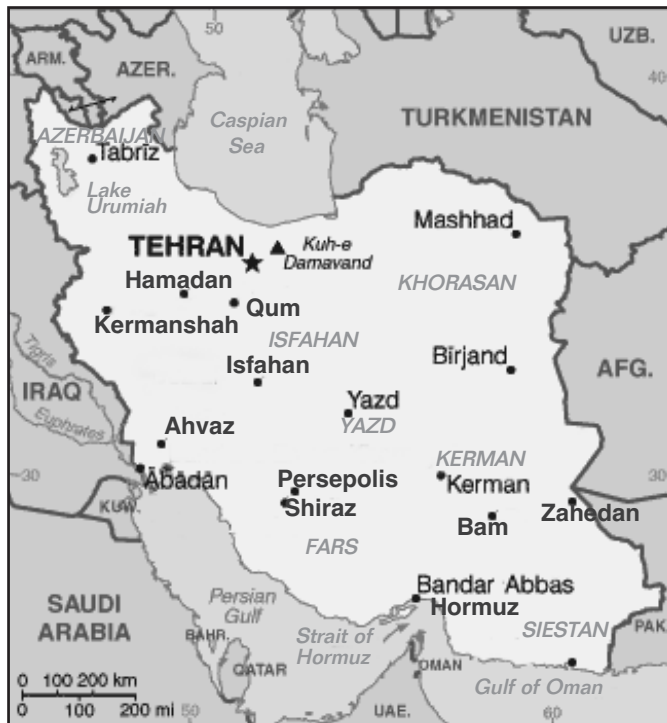 50
UZB.
ARM.
AZER.
40
Caspian
Sea
TURKMENISTAN
AZERBAIJAN
Tabrīz
Lake
Urumiah
Mashhad
TEHRAN
Kuh-e
Damavand
Hamadan
KHORASAN
Qum
Kermanshah
ISFAHAN
Tigris
Isfahan
Bīrjand
AFG.
IRAQ
Yazd
Euphrates
Ahvaz
YAZD
KERMAN
30
Ābādān
Persepolis
Kerman
30
KUW.
Shiraz
Bam
Zahedan
FARS
Persian
Gulf
Bandar Abbas
Hormuz
SAUDI
ARABIA
BAHR.
Strait of
Hormuz
SIESTAN
PAK.
QATAR
OMAN
0 100 200 km
Gulf of Oman
0 100 200 mi
50
UAE.
60